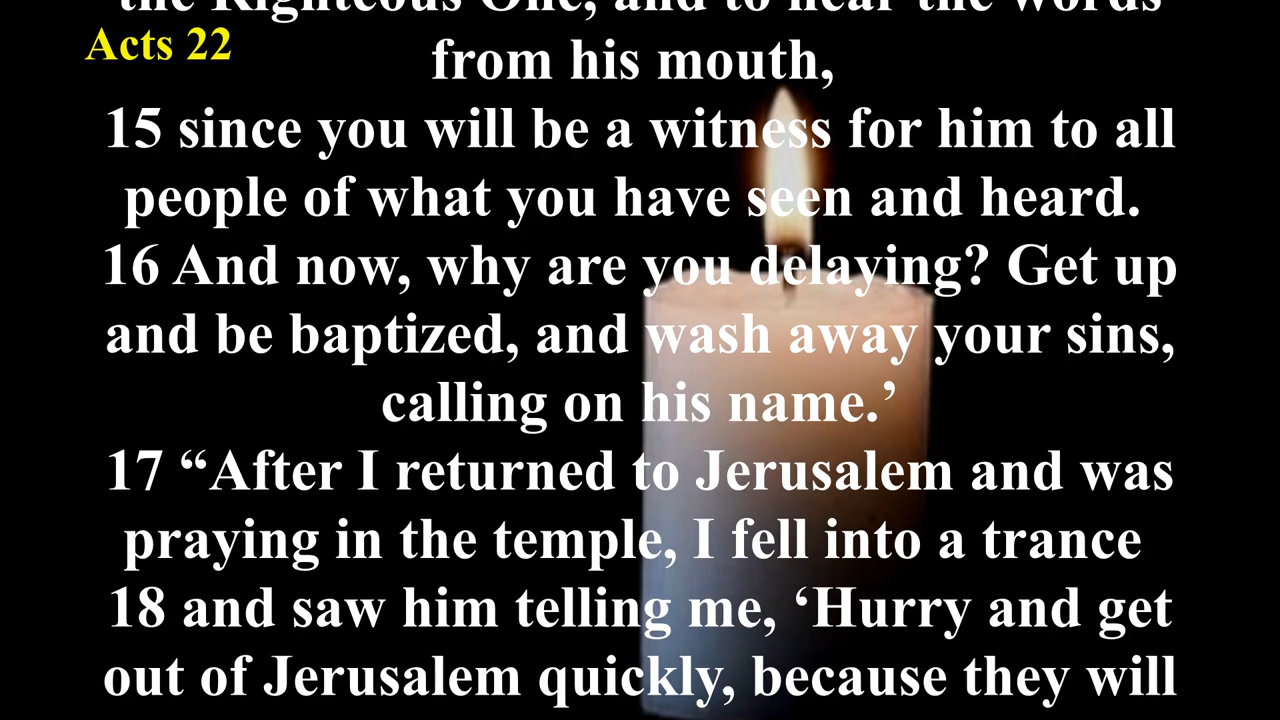 the Righteous One, and to hear the words
Acts 22
from his mouth,
15 since you will be a witness for him to all
people of what you have seen and heard.
16 And now, why are you delaying? Get up
and be baptized, and wash away your sins,
calling on his name.’
17 “After I returned to Jerusalem and was
praying in the temple, I fell into a trance
18 and saw him telling me, ‘Hurry and get
out of Jerusalem quickly, because they will